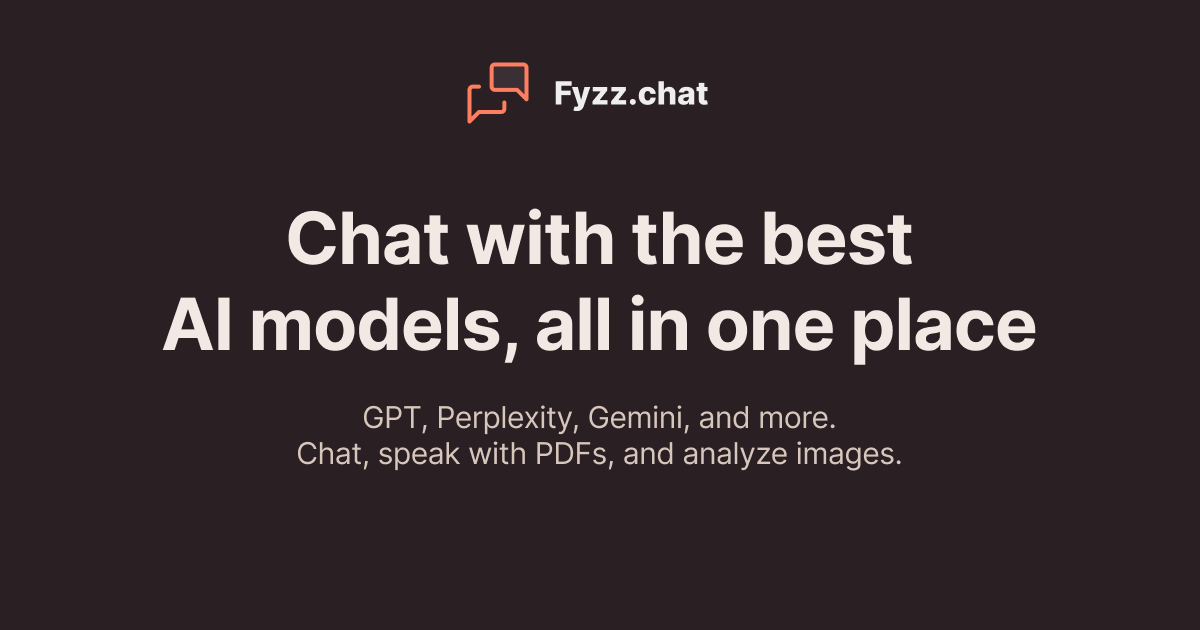 Fyzz.chat
Chat with the best
AI models, all in one place
GPT, Perplexity, Gemini, and more.
Chat, speak with PDFs, and analyze images.